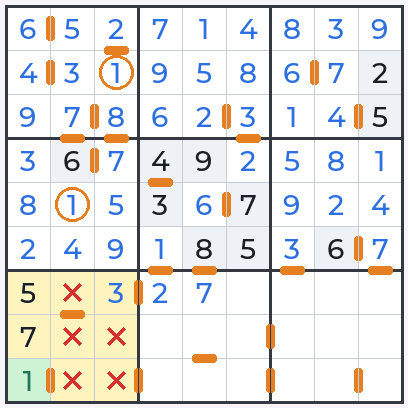 6 5 2 7 1 4 8 3 9
4 3 1 9 5 8 6 7 2
9 7 8 6 2 3 1 4 5
3 6 7 4 9 2 5 8 1
8 1 5 3 6 7 9 2 4
2 4 9 1 8 5 3 6 7
5 × 3 2 7
7 × ×
1 × ×